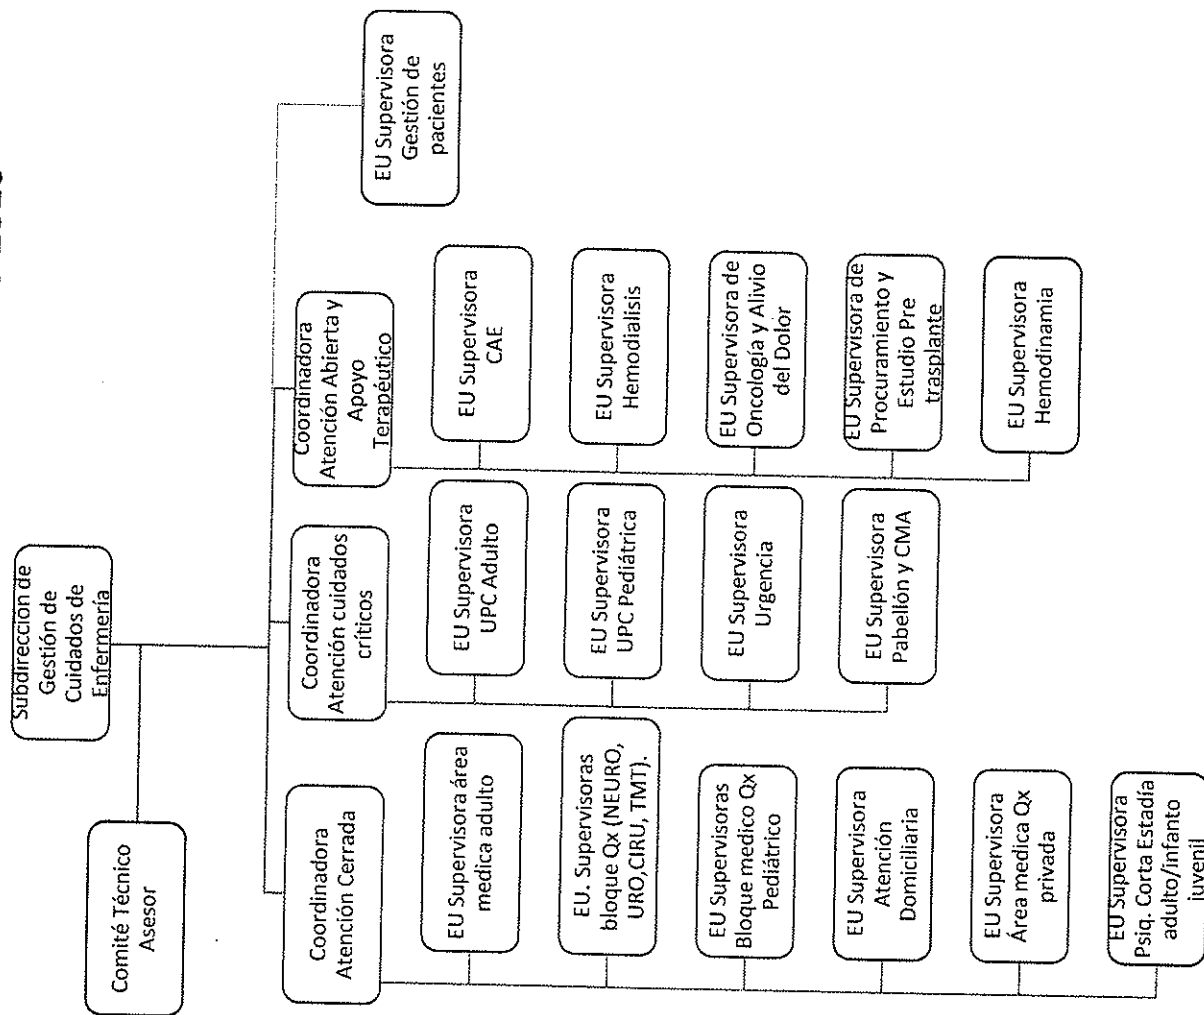 Subdirección de
Gestión de
Cuidados de
Enfermería
Comité Técnico
Asesor
Coordinadora
Atención Cerrada
EU Supervisora área
medica adulto
EU. Supervisoras
bloque Qx (NEURO,
URO,CIRU, TMT).
EU Supervisoras
Bloque medico Qx
Pediátrico
EU Supervisora
Atención
Domiciliaria
EU Supervisora
Área medica Qx
privada
EU Supervisora
Psiq. Corta Estadía
adulto/infanto
juvenil
Coordinadora
Atención cuidados
críticos
EU Supervisora
UPC Adulto
EU Supervisora
UPC Pediátrica
EU Supervisora
Urgencia
EU Supervisora
Pabellón y CMA
Coordinadora
Atención Abierta y
Apoyo
Terapéutico
EU Supervisora
CAE
EU Supervisora
Hemodialisis
EU Supervisora de
Oncología y Alivio
del Dolor
EU Supervisora de
Procuramiento y
Estudio Pre
trasplante
EU Supervisora
Hemodinamia
EU Supervisora
Gestión de
pacientes